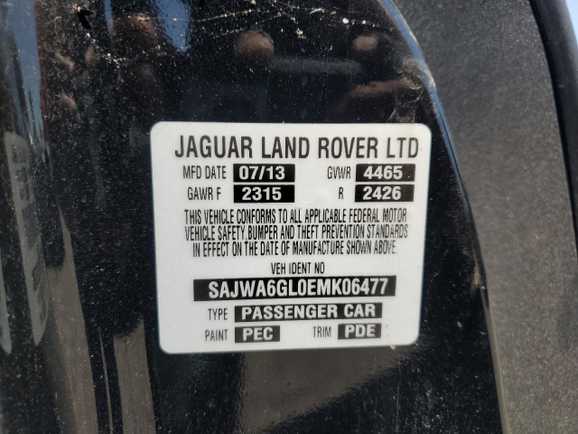 JAGUAR LAND ROVER LTD
MFD DATE 07/13 GVWR 4465
GAWR F 2315 R 2426
THIS VEHICLE CONFORMS TO ALL APPLICABLE FEDERAL MOTOR
VEHICLE SAFETY, BUMPER AND THEFT PREVENTION STANDARDS
IN EFFECT ON THE DATE OF MANUFACTURE SHOWN ABOVE.
VEH IDENT NO
SAJWA6GL0EMK06477
TYPE PASSENGER CAR
PAINT PEC TRIM PDE